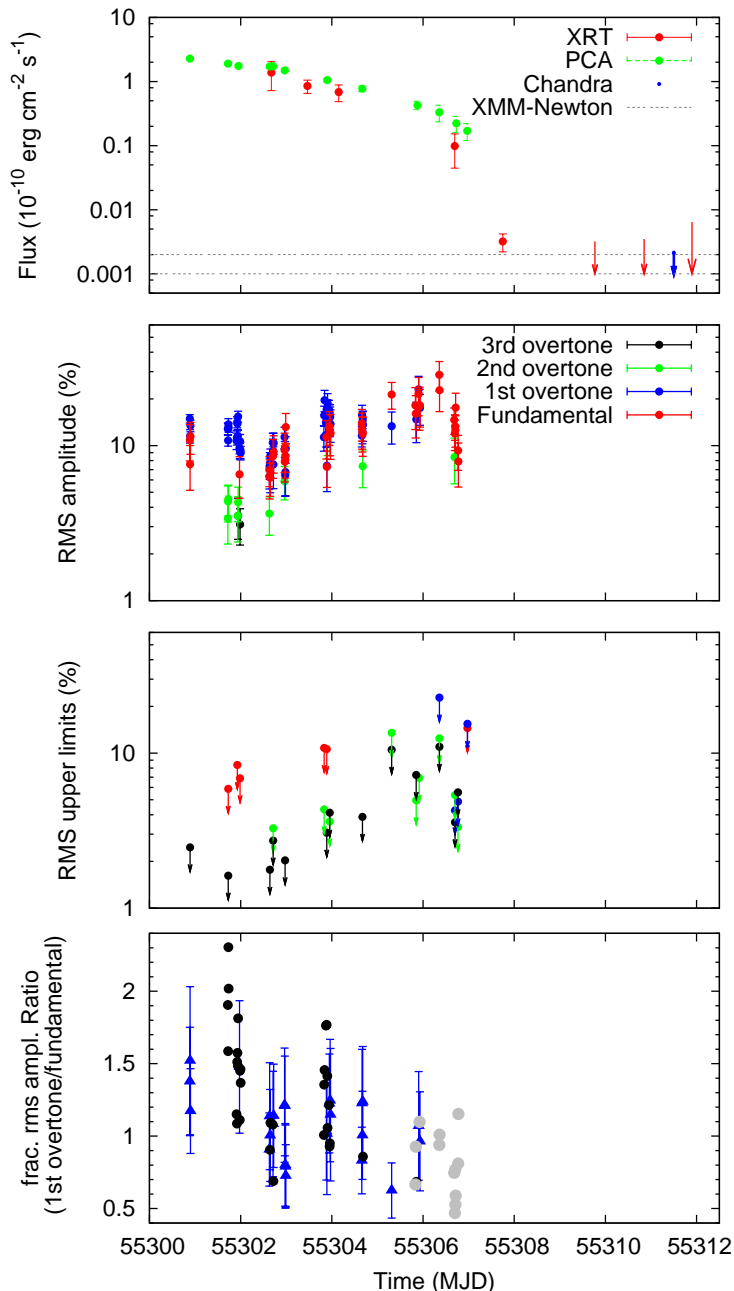 10
1
0.1
0.01
0.001
Flux (10⁻¹⁰ erg cm⁻² s⁻¹)
XRT
PCA
Chandra
XMM-Newton
10
1
RMS amplitude (%)
3rd overtone
2nd overtone
1st overtone
Fundamental
10
1
RMS upper limits (%)
2
1.5
1
0.5
frac. rms ampl. Ratio
(1st overtone/fundamental)
55300 55302 55304 55306 55308 55310 55312
Time (MJD)